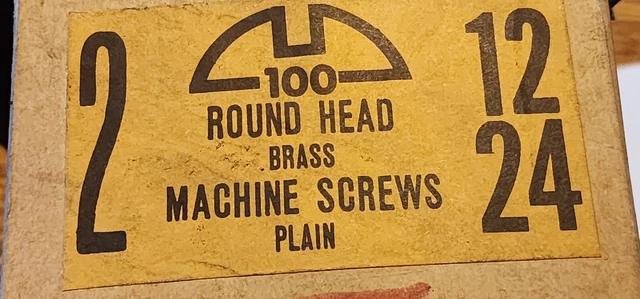 2
100
ROUND HEAD
BRASS
MACHINE SCREWS
PLAIN
12
24